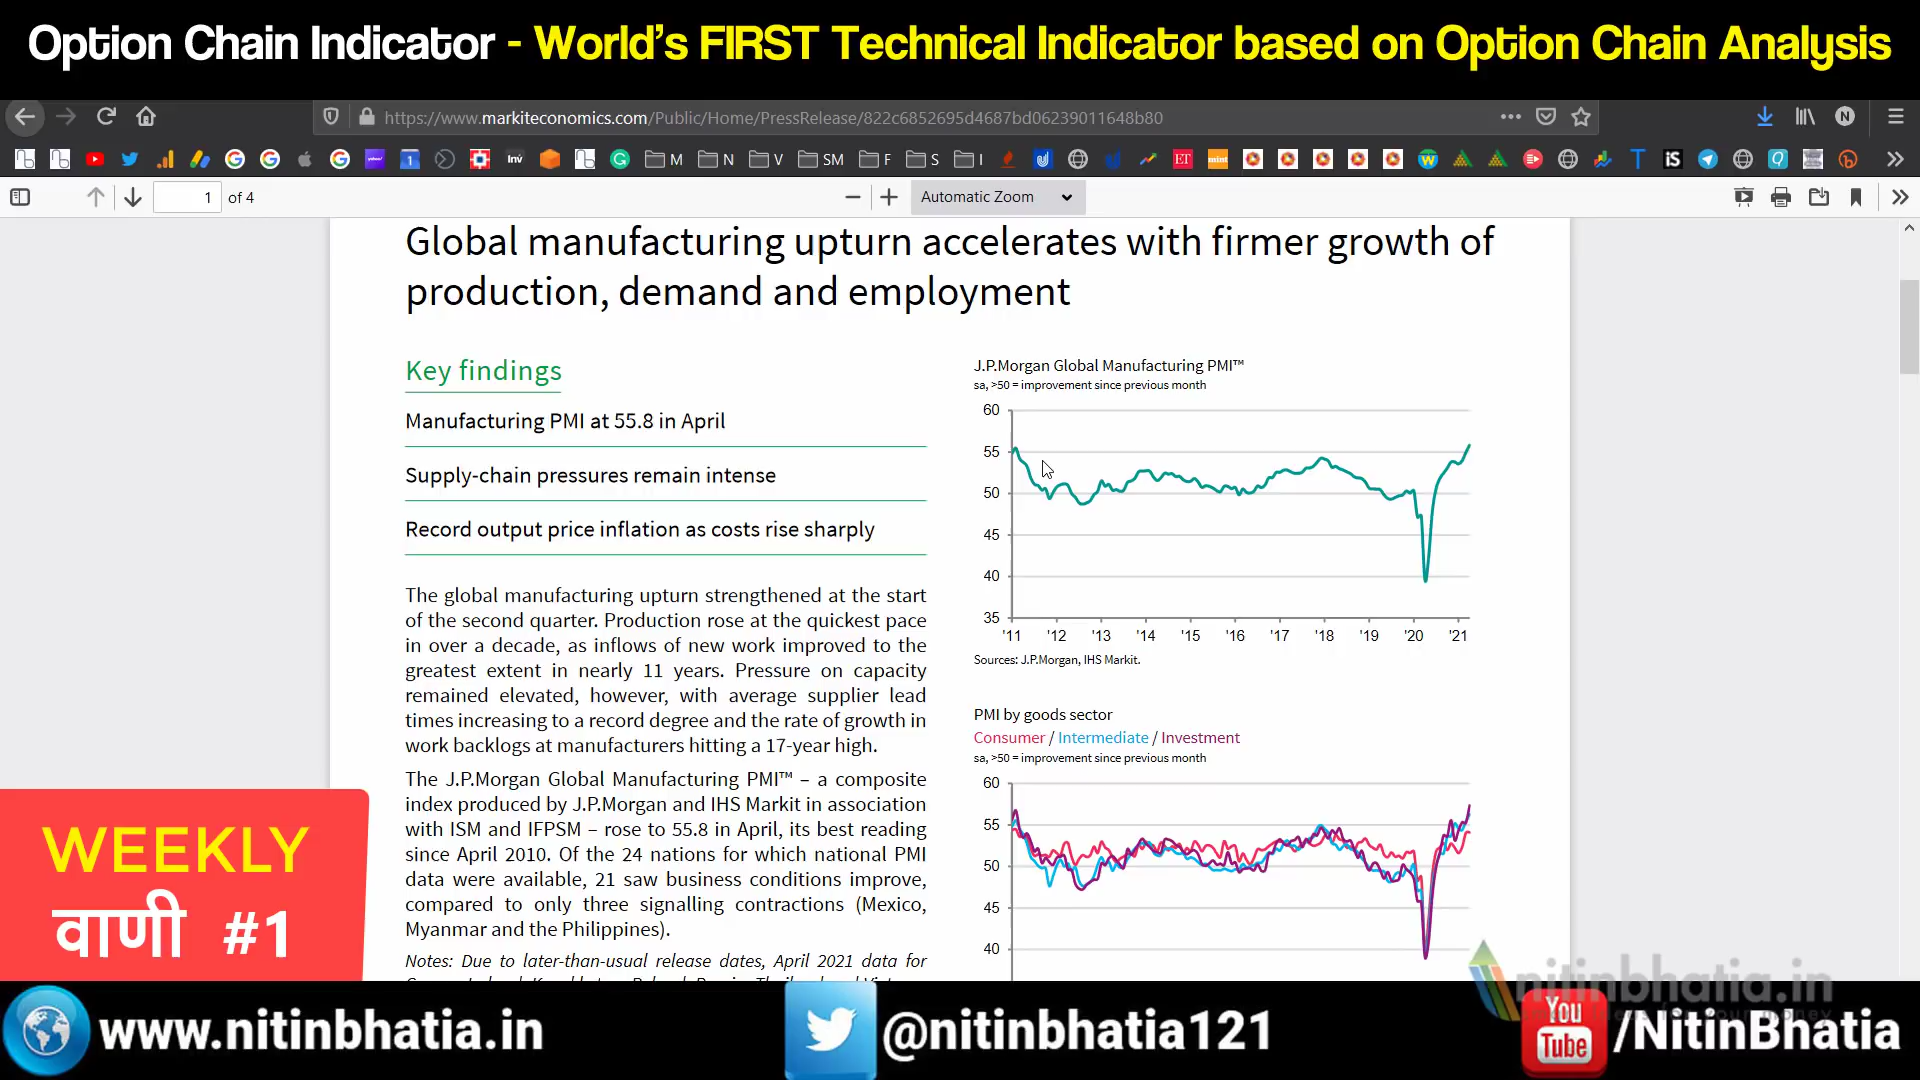 Option Chain Indicator - World's FIRST Technical Indicator based on Option Chain Analysis
https://www.markiteconomics.com/Public/Home/PressRelease/822c6852695d4687bd06239011648b80
M N V SM F S I
1 of 4
Automatic Zoom
Global manufacturing upturn accelerates with firmer growth of
production, demand and employment
Key findings
Manufacturing PMI at 55.8 in April
Supply-chain pressures remain intense
Record output price inflation as costs rise sharply
The global manufacturing upturn strengthened at the start
of the second quarter. Production rose at the quickest pace
in over a decade, as inflows of new work improved to the
greatest extent in nearly 11 years. Pressure on capacity
remained elevated, however, with average supplier lead
times increasing to a record degree and the rate of growth in
work backlogs at manufacturers hitting a 17-year high.
The J.P.Morgan Global Manufacturing PMI™ – a composite
index produced by J.P.Morgan and IHS Markit in association
with ISM and IFPSM – rose to 55.8 in April, its best reading
since April 2010. Of the 24 nations for which national PMI
data were available, 21 saw business conditions improve,
compared to only three signalling contractions (Mexico,
Myanmar and the Philippines).
Notes: Due to later-than-usual release dates, April 2021 data for
J.P.Morgan Global Manufacturing PMI™
sa, >50 = improvement since previous month
60
55
50
45
40
35
'11 '12 '13 '14 '15 '16 '17 '18 '19 '20 '21
Sources: J.P.Morgan, IHS Markit.
PMI by goods sector
Consumer / Intermediate / Investment
sa, >50 = improvement since previous month
60
55
50
45
40
WEEKLY
वाणी #1
nitinbhatia.in
www.nitinbhatia.in
@nitinbhatia121
You Tube /NitinBhatia